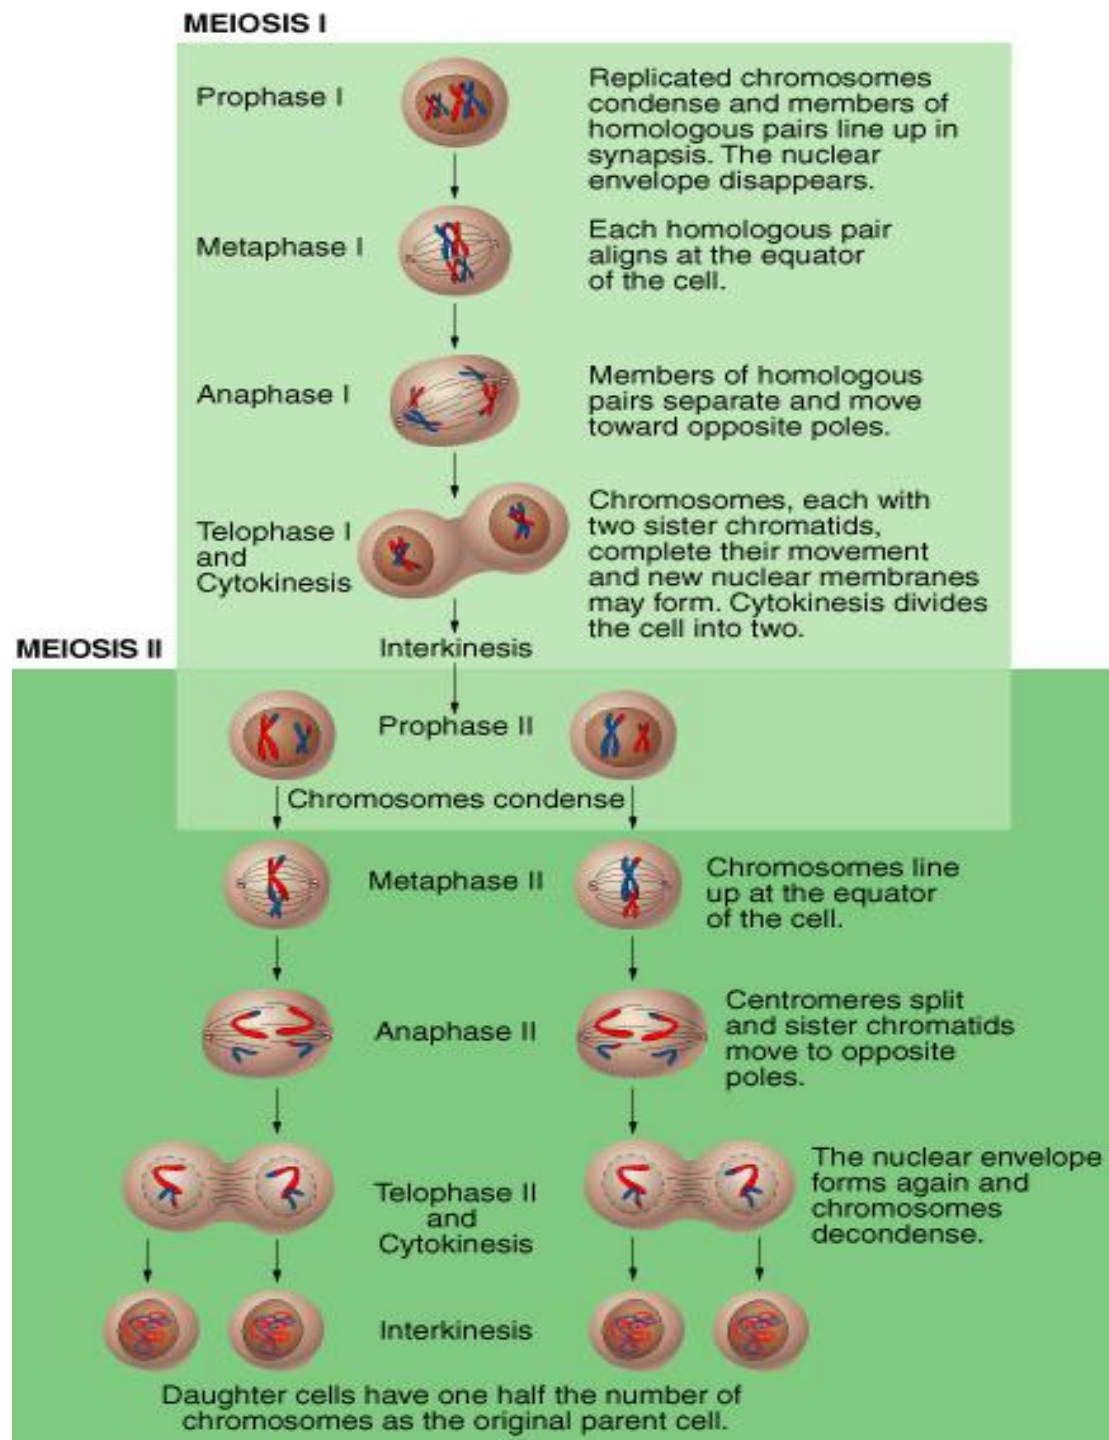 MEIOSIS I
Prophase I
Replicated chromosomes
condense and members of
homologous pairs line up in
synapsis. The nuclear
envelope disappears.
Metaphase I
Each homologous pair
aligns at the equator
of the cell.
Anaphase I
Members of homologous
pairs separate and move
toward opposite poles.
Telophase I
and
Cytokinesis
Chromosomes, each with
two sister chromatids,
complete their movement
and new nuclear membranes
may form. Cytokinesis divides
the cell into two.
Interkinesis
MEIOSIS II
Prophase II
Chromosomes condense
Metaphase II
Chromosomes line
up at the equator
of the cell.
Anaphase II
Centromeres split
and sister chromatids
move to opposite
poles.
Telophase II
and
Cytokinesis
The nuclear envelope
forms again and
chromosomes
decondense.
Interkinesis
Daughter cells have one half the number of
chromosomes as the original parent cell.